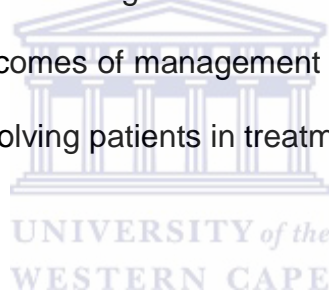 comes of management
olving patients in treatm
UNIVERSITY of the
WESTERN CAPE